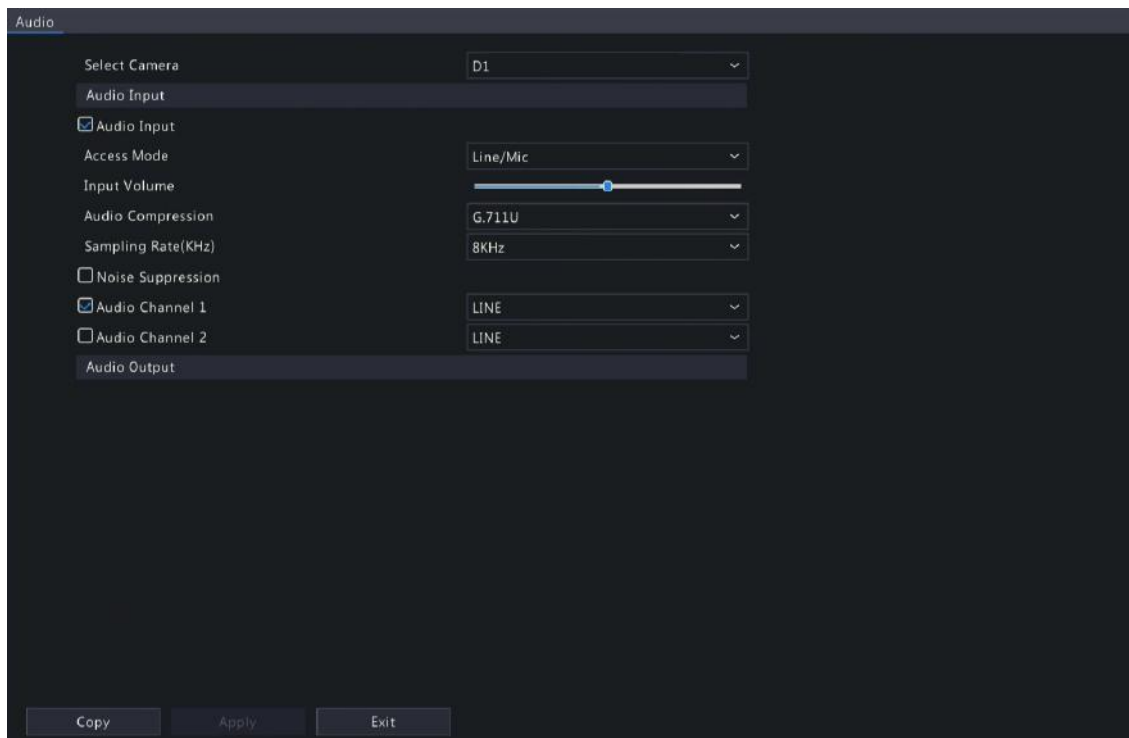 Audio
Select Camera D1
Audio Input
Audio Input
Access Mode Line/Mic
Input Volume
Audio Compression G.711U
Sampling Rate(KHz) 8KHz
Noise Suppression
Audio Channel 1 LINE
Audio Channel 2 LINE
Audio Output
Copy Apply Exit